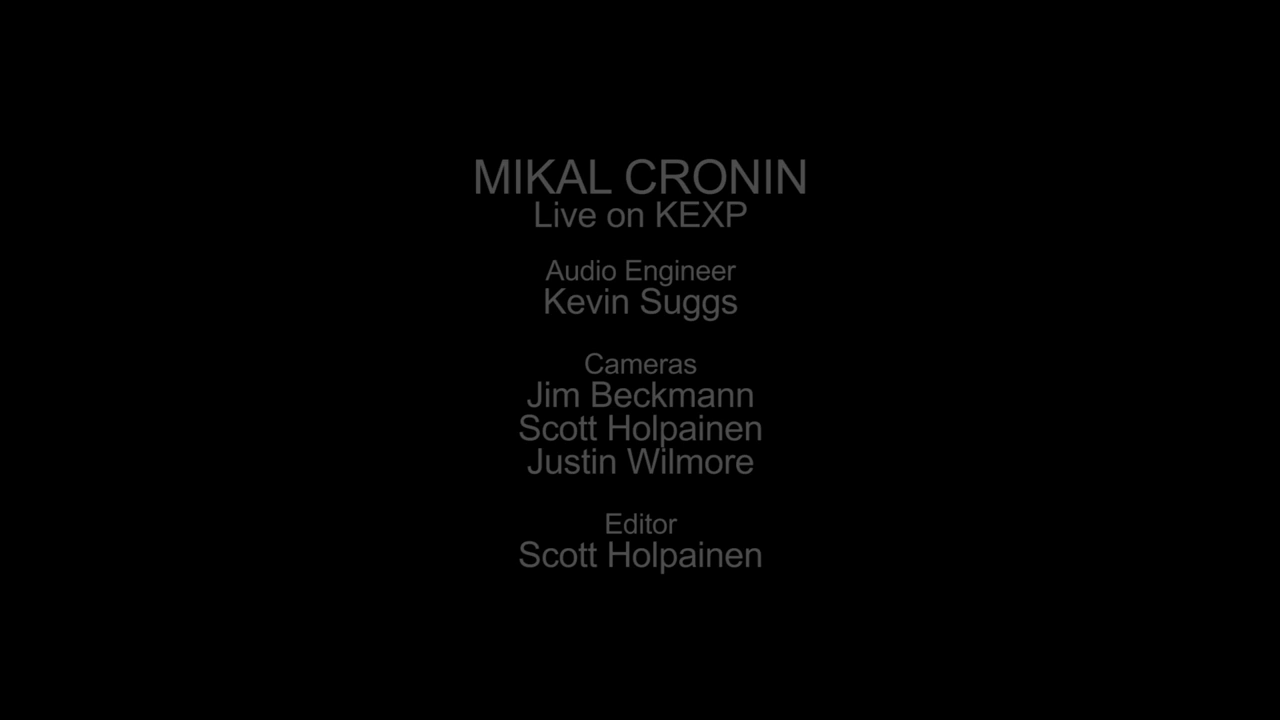 MIKAL CRONIN
Live on KEXP
Audio Engineer
Kevin Suggs
Cameras
Jim Beckmann
Scott Holpainen
Justin Wilmore
Editor
Scott Holpainen